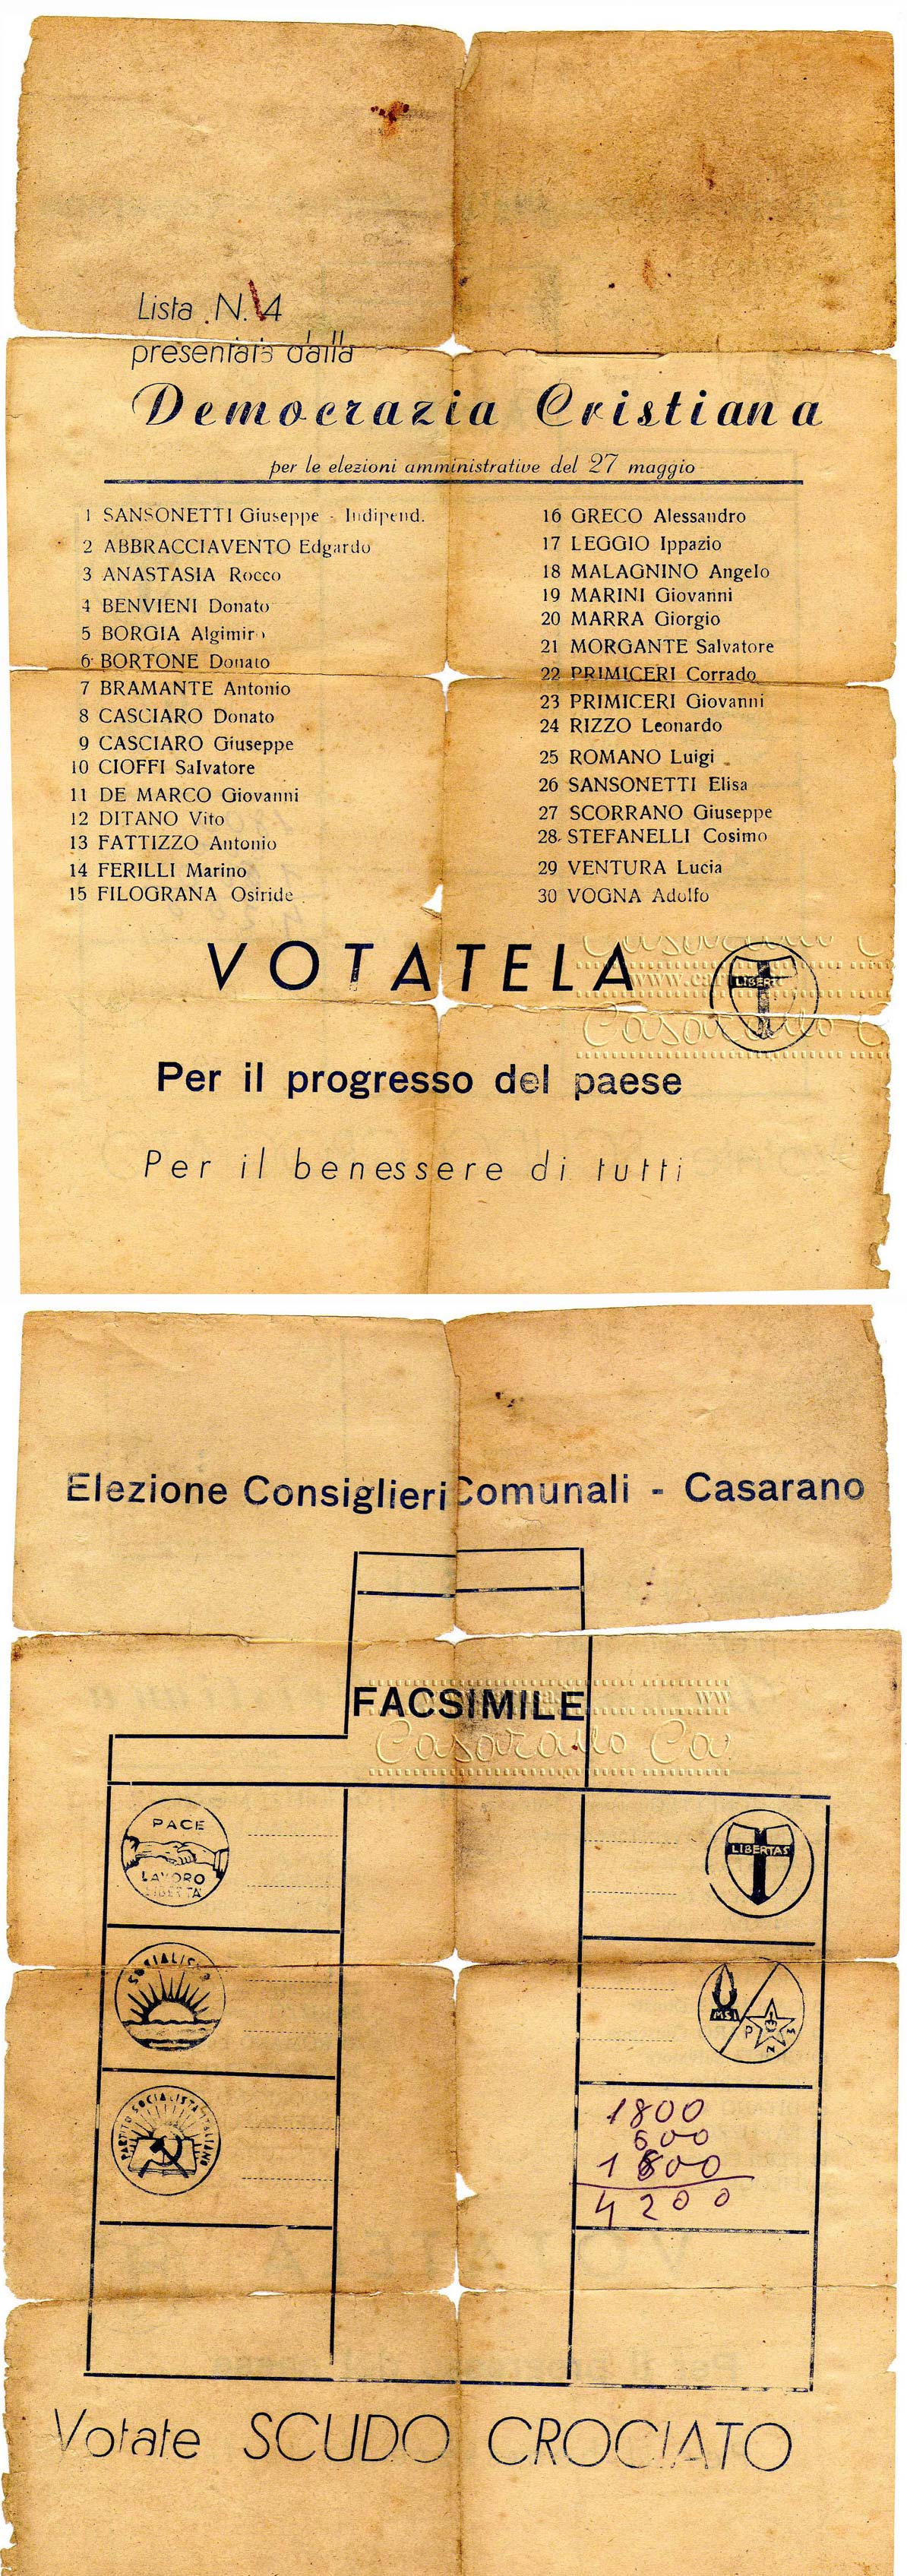 Lista N. 4
presentata dalla
Democrazia Cristiana
per le elezioni amministrative del 27 maggio
1 SANSONETTI Giuseppe - Indipend.
2 ABBRACCIAVENTO Edgardo
3 ANASTASIA Rocco
4 BENVIENI Donato
5 BORGIA Algimiro
6 BORTONE Donato
7 BRAMANTE Antonio
8 CASCIARO Donato
9 CASCIARO Giuseppe
10 CIOFFI Salvatore
11 DE MARCO Giovanni
12 DITANO Vito
13 FATTIZZO Antonio
14 FERILLI Marino
15 FILOGRANA Osiride
16 GRECO Alessandro
17 LEGGIO Ippazio
18 MALAGNINO Angelo
19 MARINI Giovanni
20 MARRA Giorgio
21 MORGANTE Salvatore
22 PRIMICERI Corrado
23 PRIMICERI Giovanni
24 RIZZO Leonardo
25 ROMANO Luigi
26 SANSONETTI Elisa
27 SCORRANO Giuseppe
28 STEFANELLI Cosimo
29 VENTURA Lucia
30 VOGNA Adolfo
VOTATELA
LIBERT
Per il progresso del paese
Per il benessere di tutti
Elezione Consiglieri Comunali - Casarano
FACSIMILE
Casarano Ca
PACE
LAVORO
LIBERTÀ
LIBERTAS
SOCIALIS
MSI
P N M
PARTITO SOCIALISTA ITALIANO
1800
600
1800
4200
Votate SCUDO CROCIATO